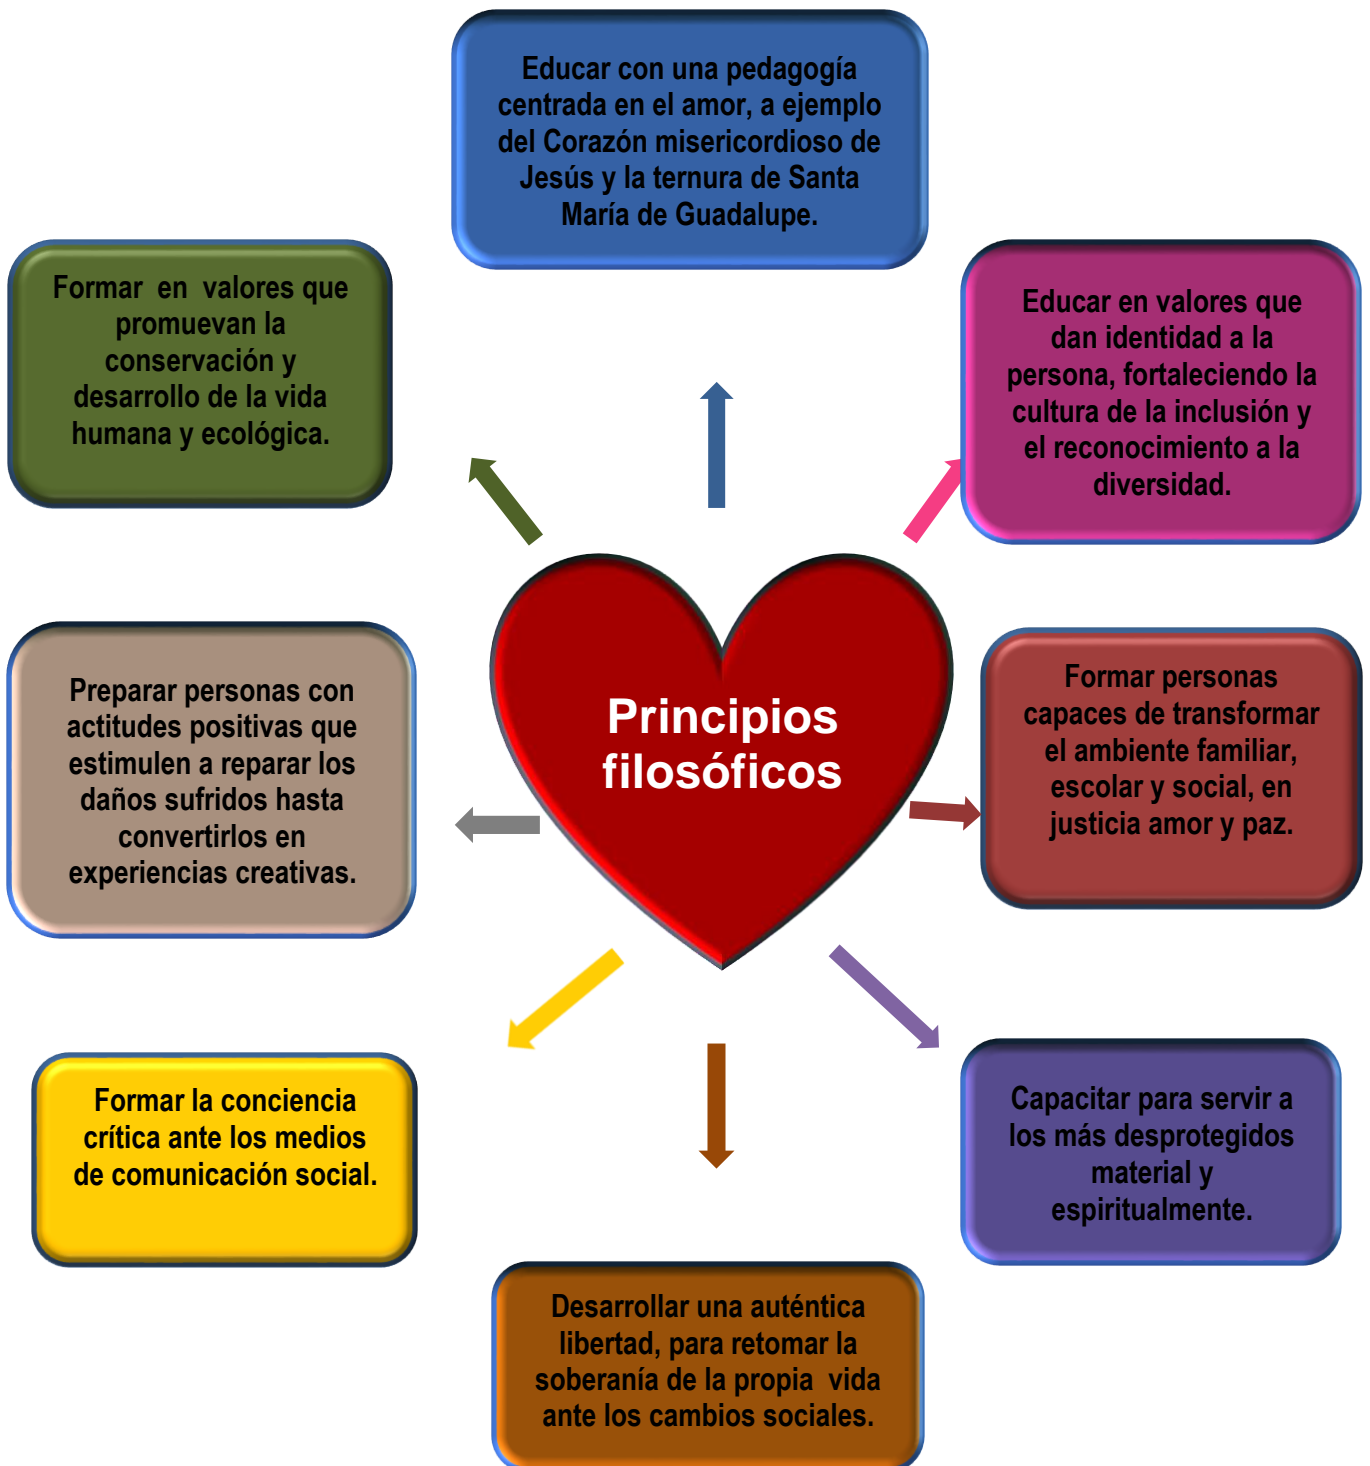 Educar con una pedagogía
centrada en el amor, a ejemplo
del Corazón misericordioso de
Jesús y la ternura de Santa
María de Guadalupe.
Formar en valores que
promuevan la
conservación y
desarrollo de la vida
humana y ecológica.
Educar en valores que
dan identidad a la
persona, fortaleciendo la
cultura de la inclusión y
el reconocimiento a la
diversidad.
Principios
filosóficos
Preparar personas con
actitudes positivas que
estimulen a reparar los
daños sufridos hasta
convertirlos en
experiencias creativas.
Formar personas
capaces de transformar
el ambiente familiar,
escolar y social, en
justicia amor y paz.
Formar la conciencia
crítica ante los medios
de comunicación social.
Capacitar para servir a
los más desprotegidos
material y
espiritualmente.
Desarrollar una auténtica
libertad, para retomar la
soberanía de la propia vida
ante los cambios sociales.